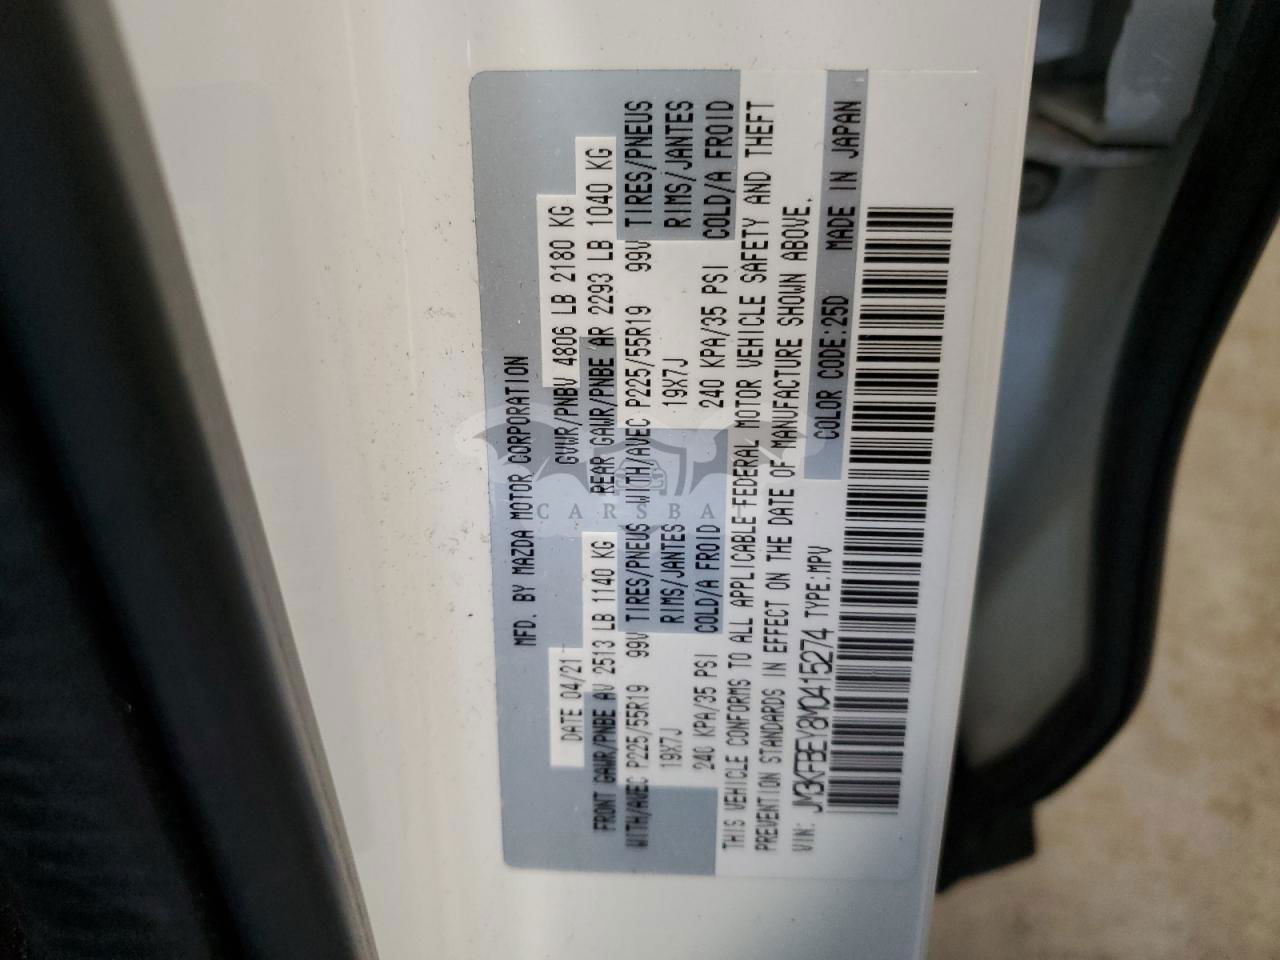 MFD. BY MAZDA MOTOR CORPORATION
DATE 04/21 GVWR/PNBV 4806 LB 2180 KG
FRONT GAWR/PNBE AV 2513 LB 1140 KG REAR GAWR/PNBE AR 2293 LB 1040 KG
WITH/AVEC P225/55R19 99V TIRES/PNEUS WITH/AVEC P225/55R19 99V TIRES/PNEUS
19X7J RIMS/JANTES 19X7J RIMS/JANTES
240 KPA/35 PSI COLD/A FROID 240 KPA/35 PSI COLD/A FROID
THIS VEHICLE CONFORMS TO ALL APPLICABLE FEDERAL MOTOR VEHICLE SAFETY AND THEFT
PREVENTION STANDARDS IN EFFECT ON THE DATE OF MANUFACTURE SHOWN ABOVE.
VIN: JM3KFBEY8M0415274 TYPE:MPV COLOR CODE:25D MADE IN JAPAN
CARSBAT